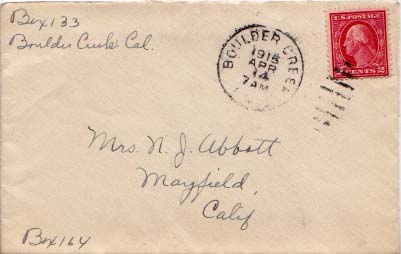 Box 133
Boulder Creek. Cal.
BOULDER CREEK
1915
APR
14
7 AM
U.S. POSTAGE
2 CENTS 2
Mrs. N. J. Abbott
Mayfield,
Calif
Box 164